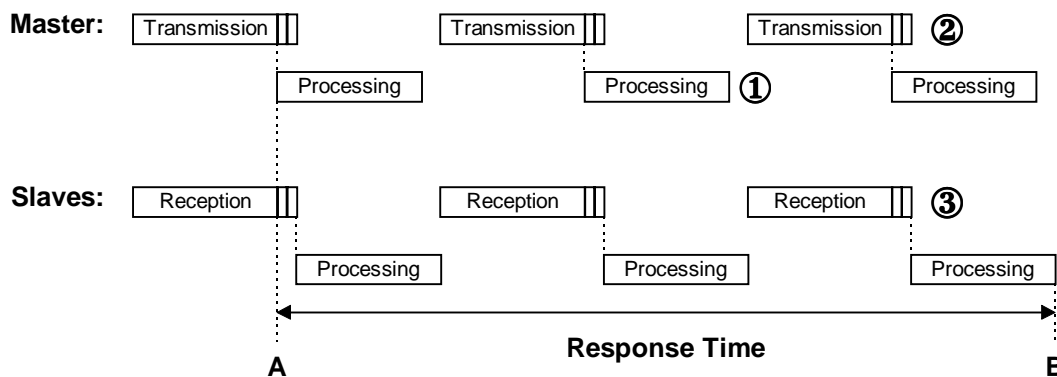 Master: Transmission Transmission Transmission ②
Processing Processing ① Processing
Slaves: Reception Reception Reception ③
Processing Processing Processing
Response Time
A B